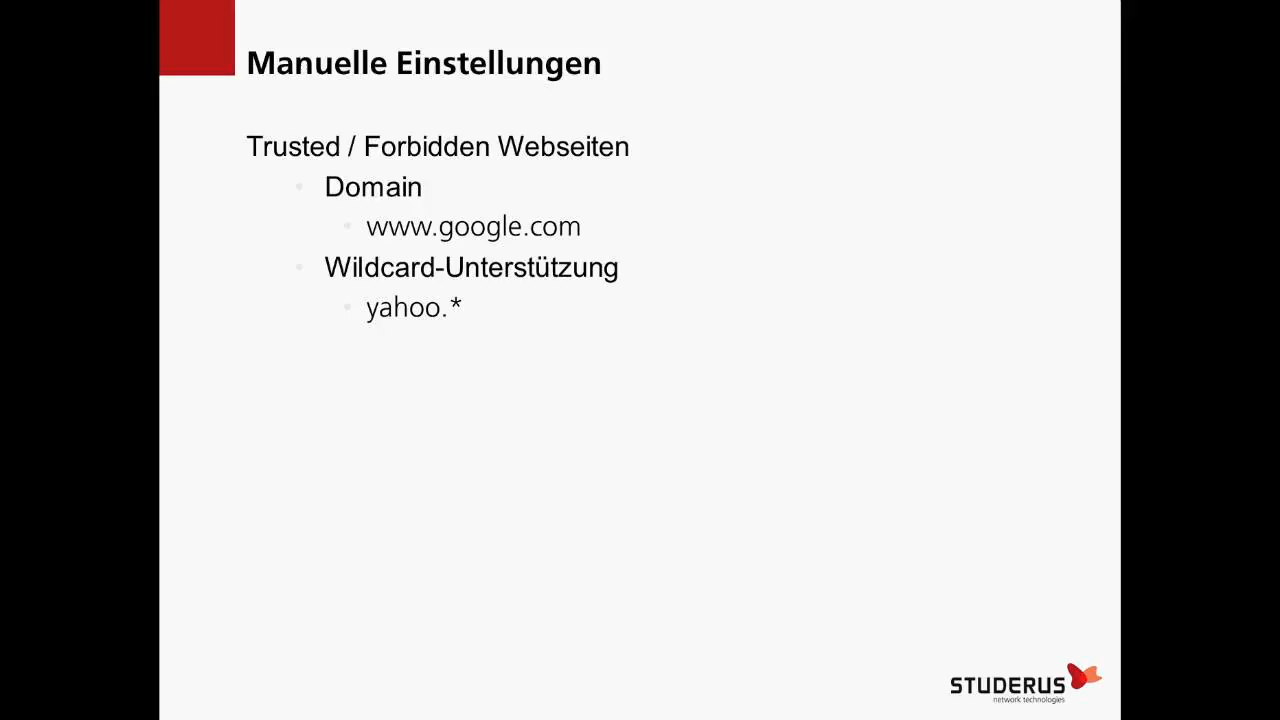 Manuelle Einstellungen
Trusted / Forbidden Webseiten
Domain
www.google.com
Wildcard-Unterstützung
yahoo.*
STUDERUS
network technologies